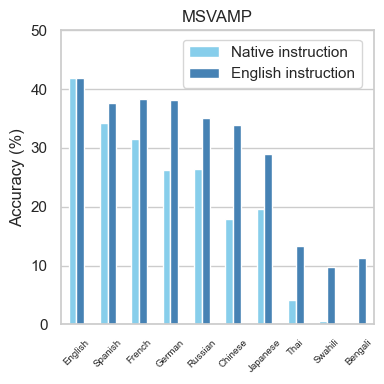 MSVAMP
Native instruction
English instruction
Accuracy (%)
50
40
30
20
10
0
English
Spanish
French
German
Russian
Chinese
Japanese
Thai
Swahili
Bengali